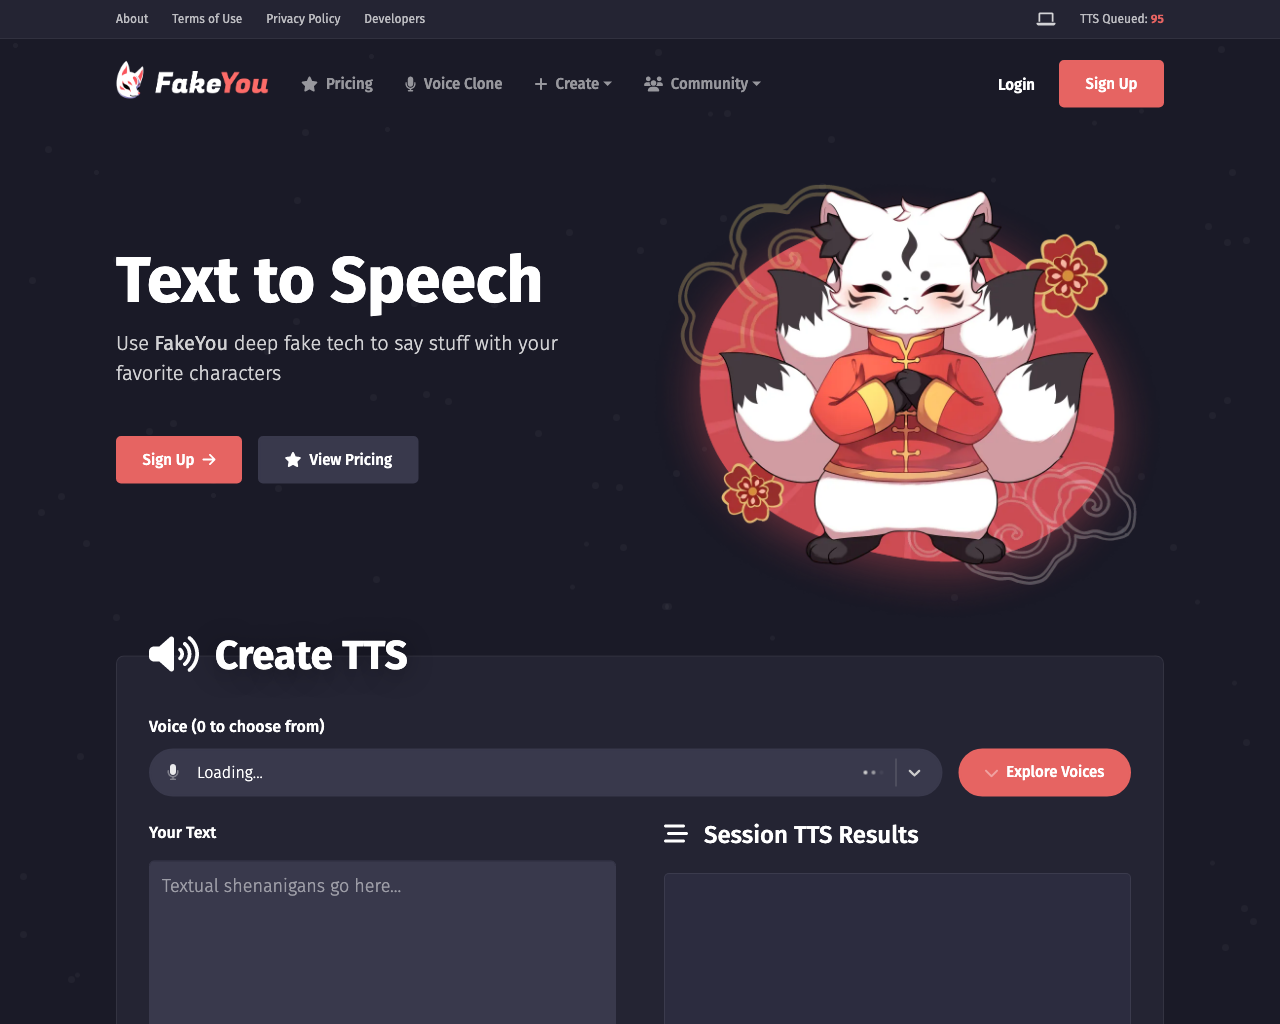 About
Terms of Use
Privacy Policy
Developers
TTS Queued: 95
FakeYou
Pricing
Voice Clone
Create
Community
Login
Sign Up
Text to Speech
Use FakeYou deep fake tech to say stuff with your
favorite characters
Sign Up
View Pricing
Create TTS
Voice (0 to choose from)
Loading...
Explore Voices
Your Text
Session TTS Results
Textual shenanigans go here...